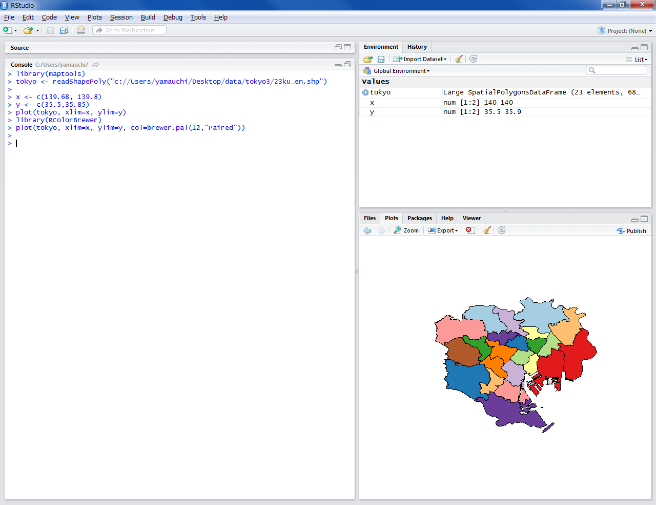 RStudio
File Edit Code View Plots Session Build Debug Tools Help
Go to file/function
Project: (None)
Source
Console C:/Users/yamauchi/
> library(maptools)
> tokyo <- readShapePoly("c://Users/yamauchi/Desktop/data/tokyo3/23ku_en.shp")
>
> x <- c(139.68, 139.8)
> y <- c(35.5,35.85)
> plot(tokyo, xlim=x, ylim=y)
> library(RColorBrewer)
> plot(tokyo, xlim=x, ylim=y, col=brewer.pal(12,"Paired"))
>
>
Environment History
Import Dataset
List
Global Environment
Values
tokyo Large SpatialPolygonsDataFrame (23 elements, 68…
x num [1:2] 140 140
y num [1:2] 35.5 35.9
Files Plots Packages Help Viewer
Zoom Export Publish